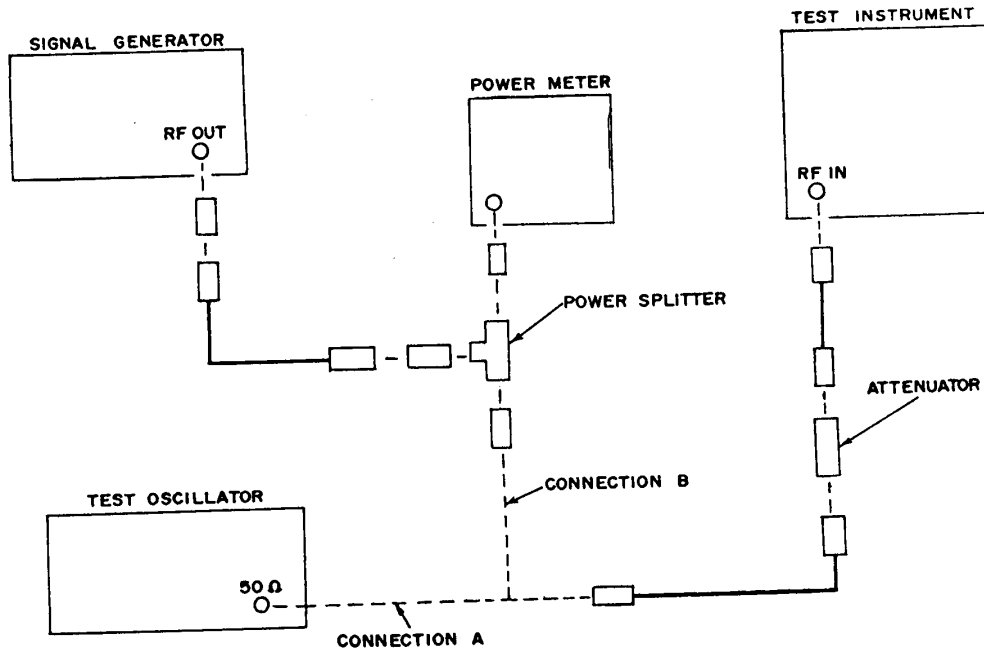 TEST INSTRUMENT
SIGNAL GENERATOR
POWER METER
RF OUT
RF IN
POWER SPLITTER
ATTENUATOR
CONNECTION B
TEST OSCILLATOR
50 Ω
CONNECTION A